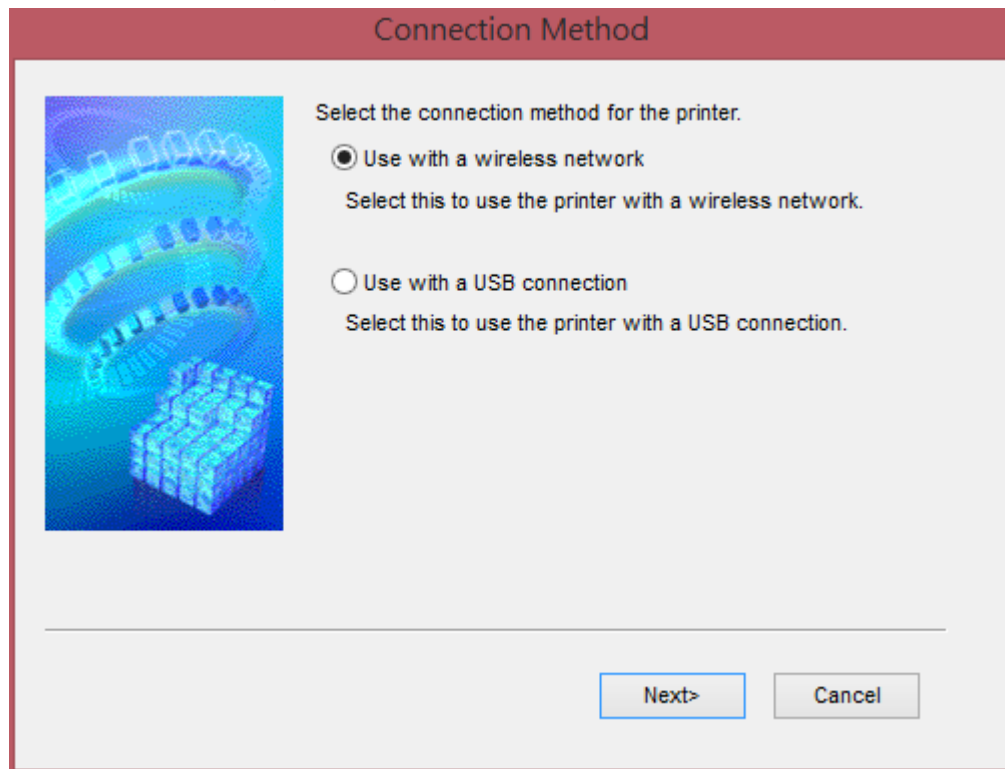 Connection Method
Select the connection method for the printer.
Use with a wireless network
Select this to use the printer with a wireless network.
Use with a USB connection
Select this to use the printer with a USB connection.
Next>
Cancel